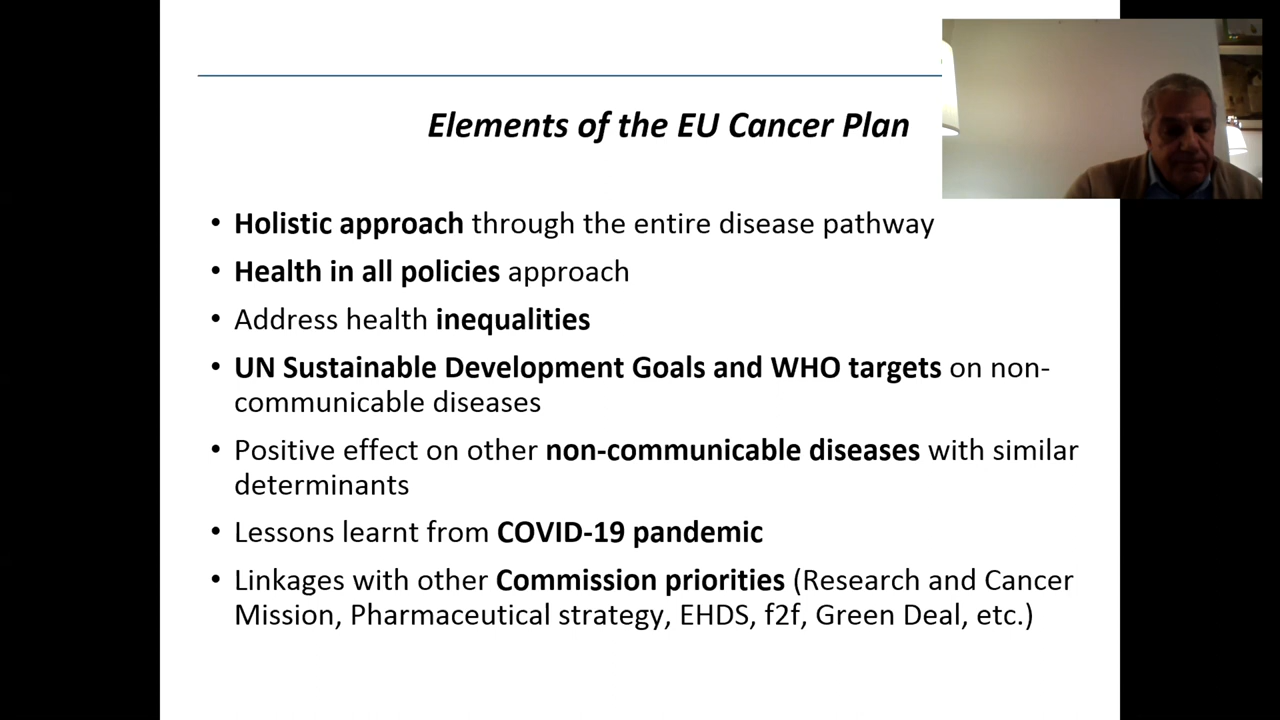 Elements of the EU Cancer Plan
• Holistic approach through the entire disease pathway
• Health in all policies approach
• Address health inequalities
• UN Sustainable Development Goals and WHO targets on non-
communicable diseases
• Positive effect on other non-communicable diseases with similar
determinants
• Lessons learnt from COVID-19 pandemic
• Linkages with other Commission priorities (Research and Cancer
Mission, Pharmaceutical strategy, EHDS, f2f, Green Deal, etc.)